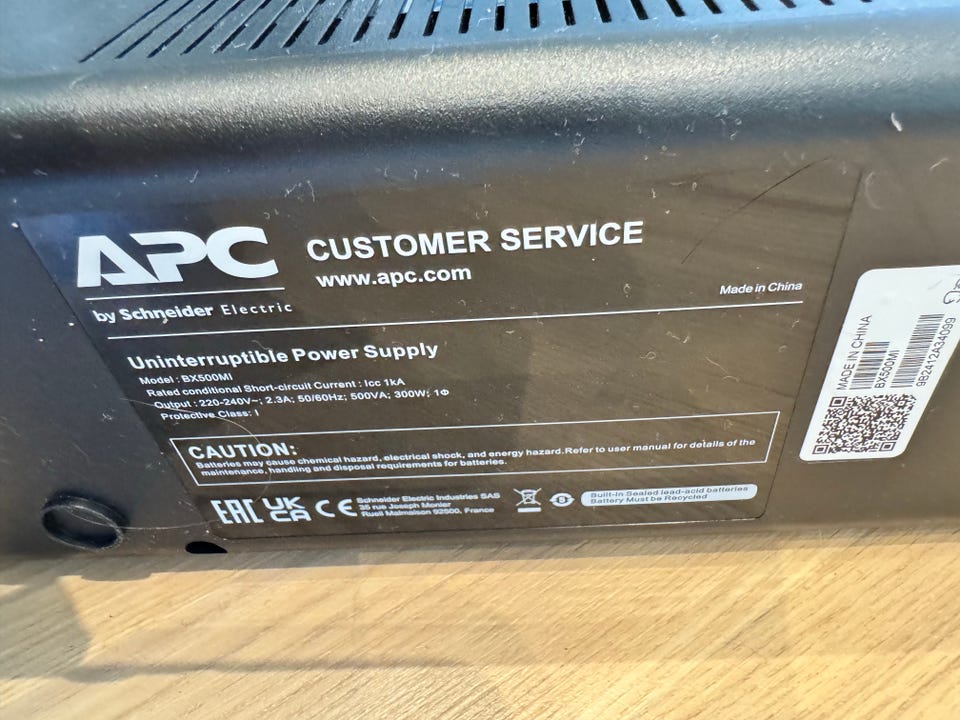 APC
by Schneider Electric
CUSTOMER SERVICE
www.apc.com
Made in China
Uninterruptible Power Supply
Model : BX500MI
Rated conditional Short-circuit Current : Icc 1kA
Output : 220-240V~; 2.3A; 50/60Hz; 500VA; 300W; 1Φ
Protective Class: I
CAUTION:
Batteries may cause chemical hazard, electrical shock, and energy hazard.Refer to user manual for details of the
maintenance, handling and disposal requirements for batteries.
EAC UK CA CE
Schneider Electric Industries SAS
35 rue Joseph Monier
Rueil Malmaison 92500, France
Built-in Sealed lead-acid batteries
Battery Must be Recycled
MADE IN CHINA
BX500MI
9B2412A34099